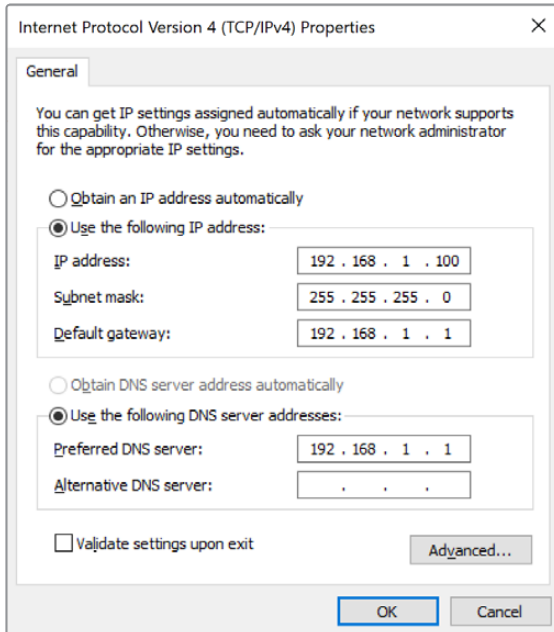 Internet Protocol Version 4 (TCP/IPv4) Properties
General
You can get IP settings assigned automatically if your network supports
this capability. Otherwise, you need to ask your network administrator
for the appropriate IP settings.
Obtain an IP address automatically
Use the following IP address:
IP address: 192 . 168 . 1 . 100
Subnet mask: 255 . 255 . 255 . 0
Default gateway: 192 . 168 . 1 . 1
Obtain DNS server address automatically
Use the following DNS server addresses:
Preferred DNS server: 192 . 168 . 1 . 1
Alternative DNS server: . . .
Validate settings upon exit
Advanced...
OK Cancel